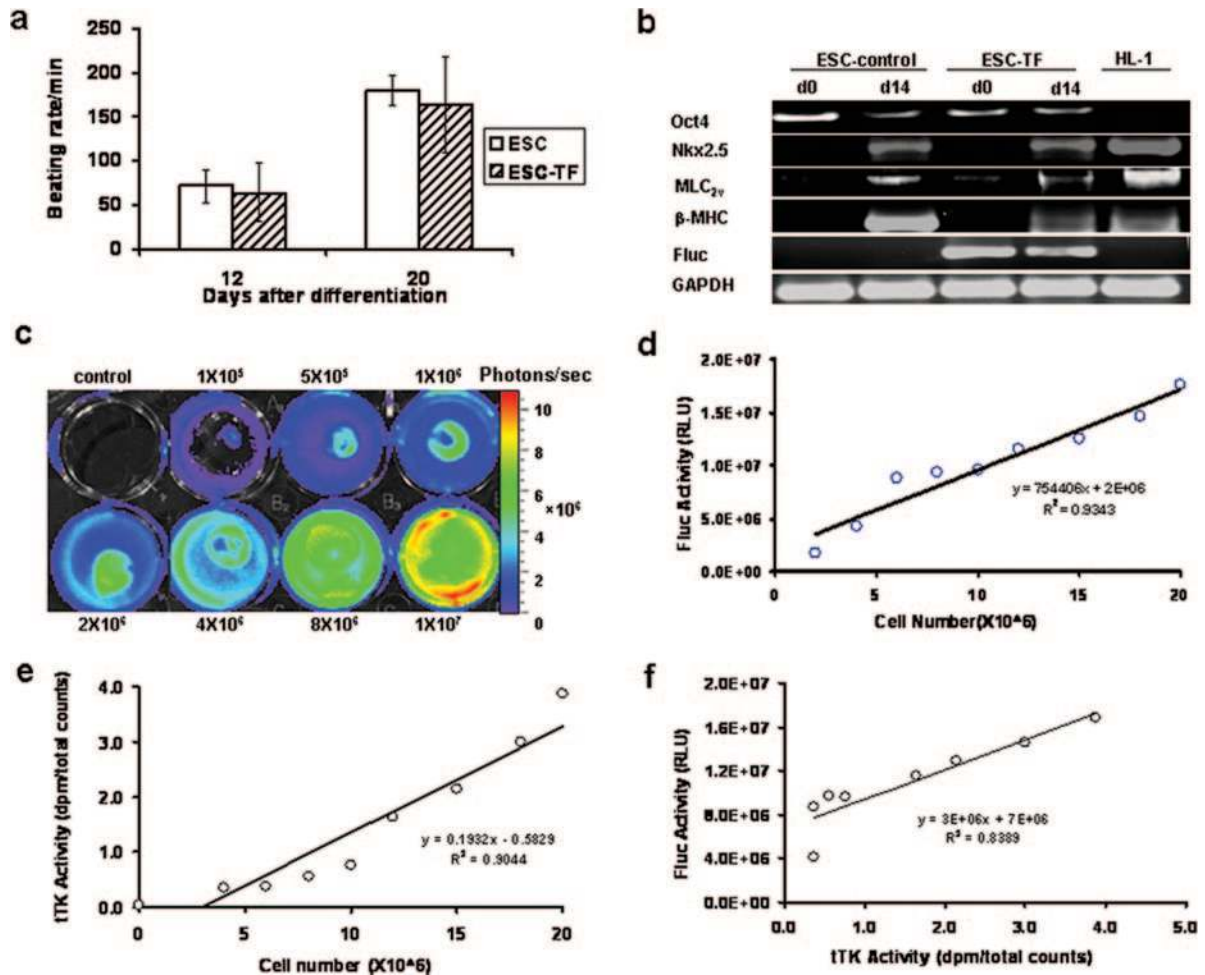 a
250
200
150
100
50
0
Beating rate/min
12
20
Days after differentiation
ESC
ESC-TF
b
ESC-control
ESC-TF
HL-1
d0
d14
d0
d14
Oct4
Nkx2.5
MLC2v
β-MHC
Fluc
GAPDH
c
control
1X10⁵
5X10⁵
1X10⁶
Photons/sec
10
8
6
×10⁶
4
2
0
2X10⁶
4X10⁶
8X10⁶
1X10⁷
d
2.0E+07
1.5E+07
1.0E+07
5.0E+06
0.0E+00
Fluc Activity (RLU)
y = 754406x + 2E+06
R² = 0.9343
0
5
10
15
20
Cell Number(X10^6)
e
4.0
3.0
2.0
1.0
0.0
tTK Activity (dpm/total counts)
y = 0.1932x - 0.5829
R² = 0.9044
0
5
10
15
20
Cell number (X10^6)
f
2.0E+07
1.6E+07
1.2E+07
8.0E+06
4.0E+06
0.0E+00
Fluc Activity (RLU)
y = 3E+06x + 7E+06
R² = 0.8389
0.0
1.0
2.0
3.0
4.0
5.0
tTK Activity (dpm/total counts)